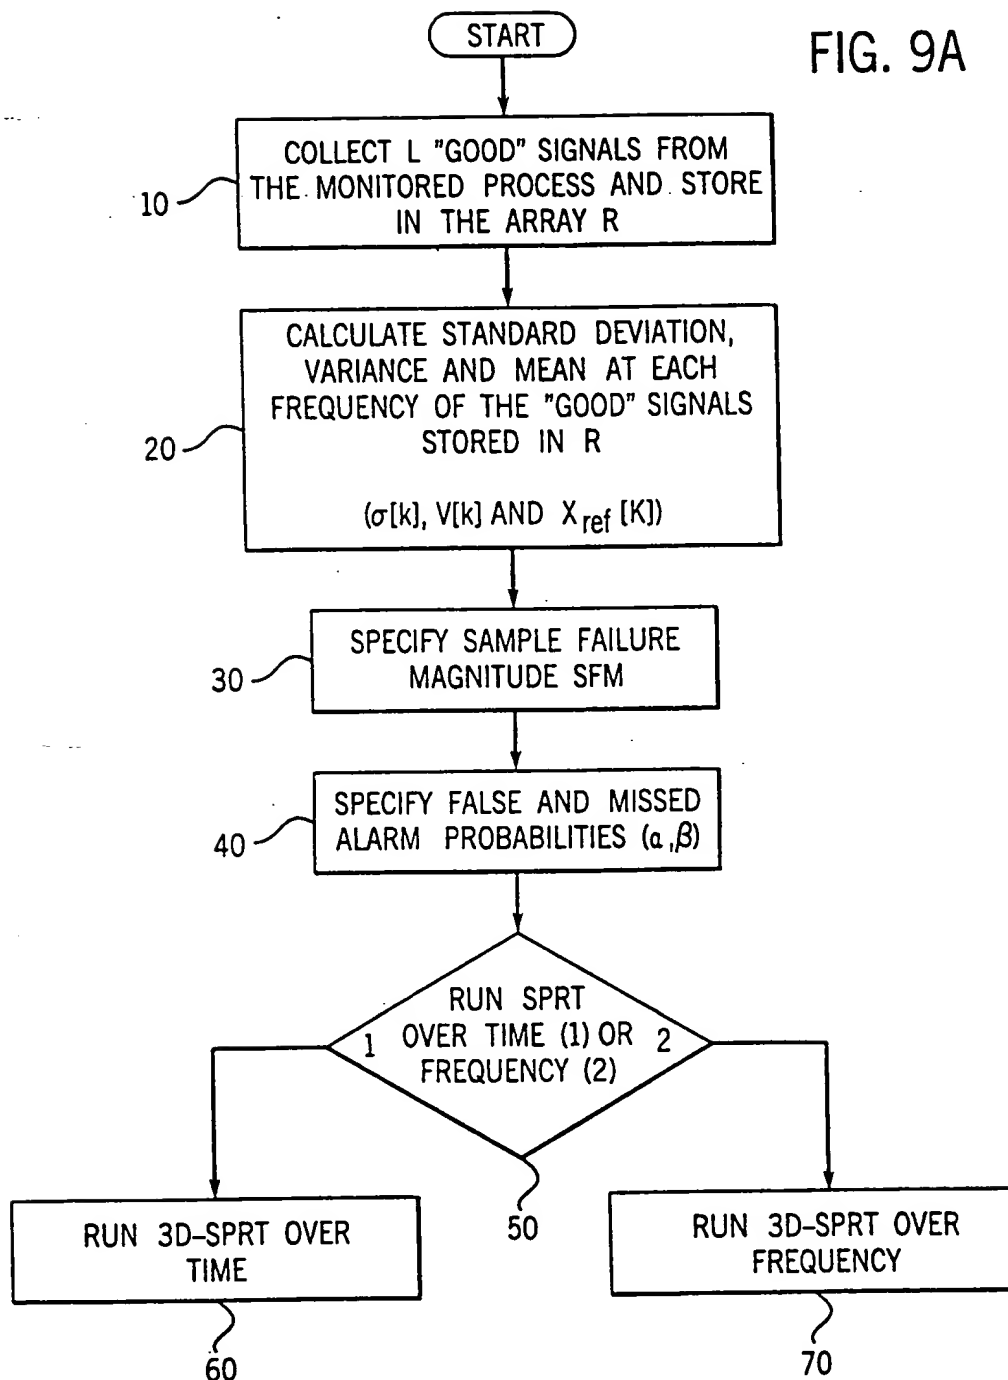 START
FIG. 9A
COLLECT L "GOOD" SIGNALS FROM
THE MONITORED PROCESS AND STORE
IN THE ARRAY R
10
CALCULATE STANDARD DEVIATION,
VARIANCE AND MEAN AT EACH
FREQUENCY OF THE "GOOD" SIGNALS
STORED IN R
(σ[k], V[k] AND X_ref [K])
20
SPECIFY SAMPLE FAILURE
MAGNITUDE SFM
30
SPECIFY FALSE AND MISSED
ALARM PROBABILITIES (α,β)
40
RUN SPRT
1 OVER TIME (1) OR 2
FREQUENCY (2)
50
RUN 3D-SPRT OVER
TIME
60
RUN 3D-SPRT OVER
FREQUENCY
70